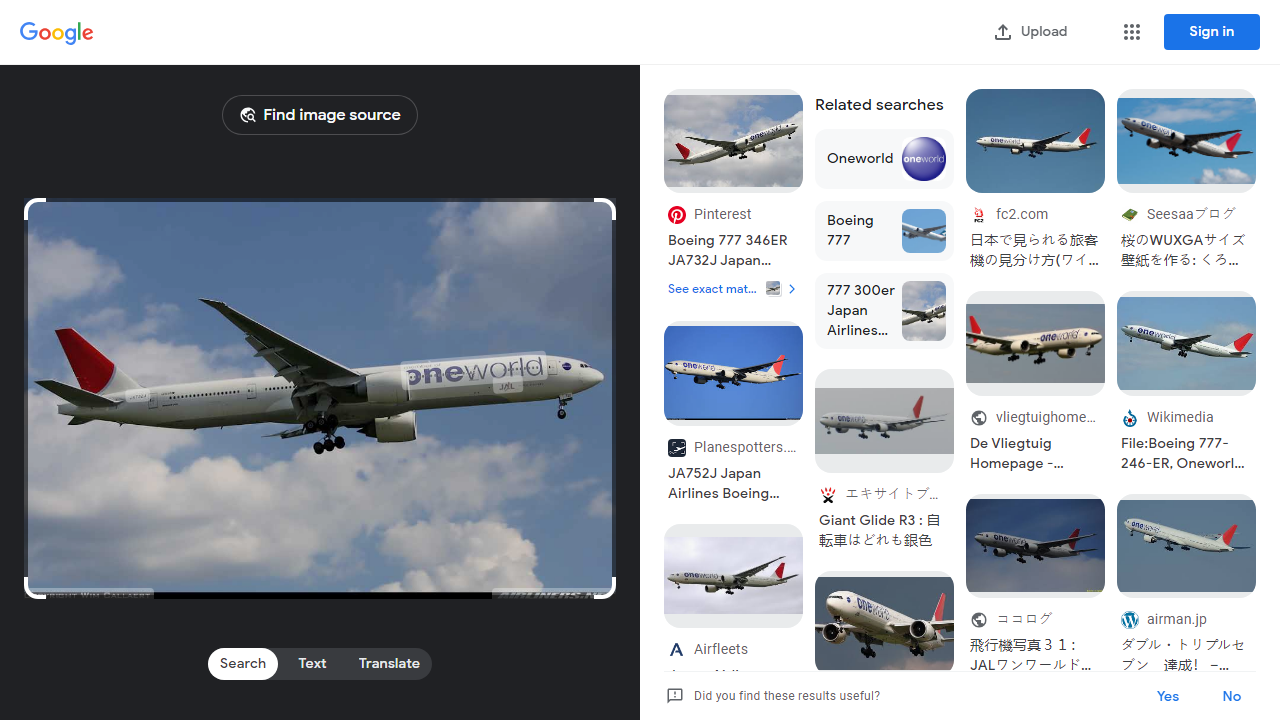 Google
Upload
Sign in
Find image source
oneworld
JAL
Search
Text
Translate
Pinterest
Boeing 777 346ER
JA732J Japan…
See exact mat…
Planespotters.…
JA752J Japan
Airlines Boeing…
Airfleets
Related searches
Oneworld
oneworld
Boeing
777
777 300er
Japan
Airlines…
エキサイトブ…
Giant Glide R3 : 自
転車はどれも銀色
fc2.com
日本で見られる旅客
機の見分け方(ワイ…
vliegtuighome…
De Vliegtuig
Homepage -…
ココログ
飛行機写真３１:
JALワンワールド…
Seesaaブログ
桜のWUXGAサイズ
壁紙を作る: くろ…
Wikimedia
File:Boeing 777-
246-ER, Oneworl…
airman.jp
ダブル・トリプルセ
ブン　達成！ –…
Did you find these results useful?
Yes
No